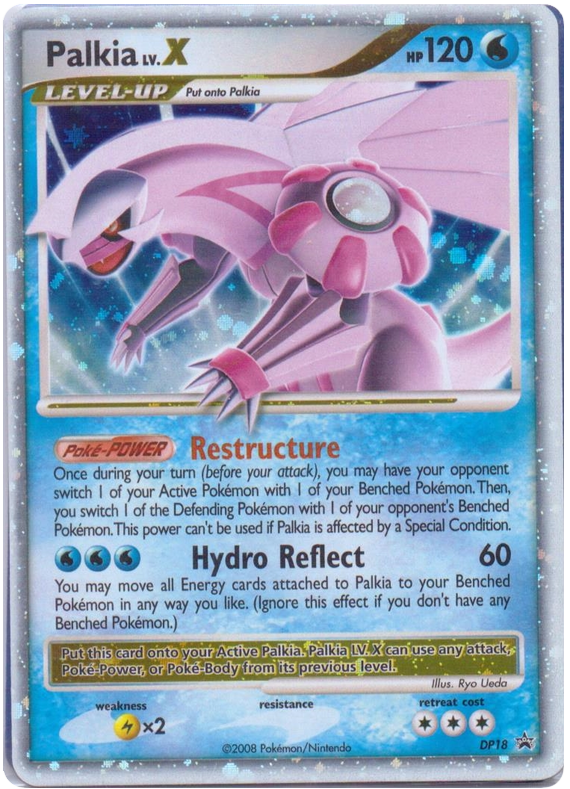 Palkia LV.X HP 120
LEVEL-UP Put onto Palkia
Poké-POWER Restructure
Once during your turn (before your attack), you may have your opponent
switch 1 of your Active Pokémon with 1 of your Benched Pokémon. Then,
you switch 1 of the Defending Pokémon with 1 of your opponent's Benched
Pokémon. This power can't be used if Palkia is affected by a Special Condition.
Hydro Reflect 60
You may move all Energy cards attached to Palkia to your Benched
Pokémon in any way you like. (Ignore this effect if you don't have any
Benched Pokémon.)
Put this card onto your Active Palkia. Palkia LV. X can use any attack,
Poké-Power, or Poké-Body from its previous level.
Illus. Ryo Ueda
weakness resistance retreat cost
×2
©2008 Pokémon/Nintendo DP18